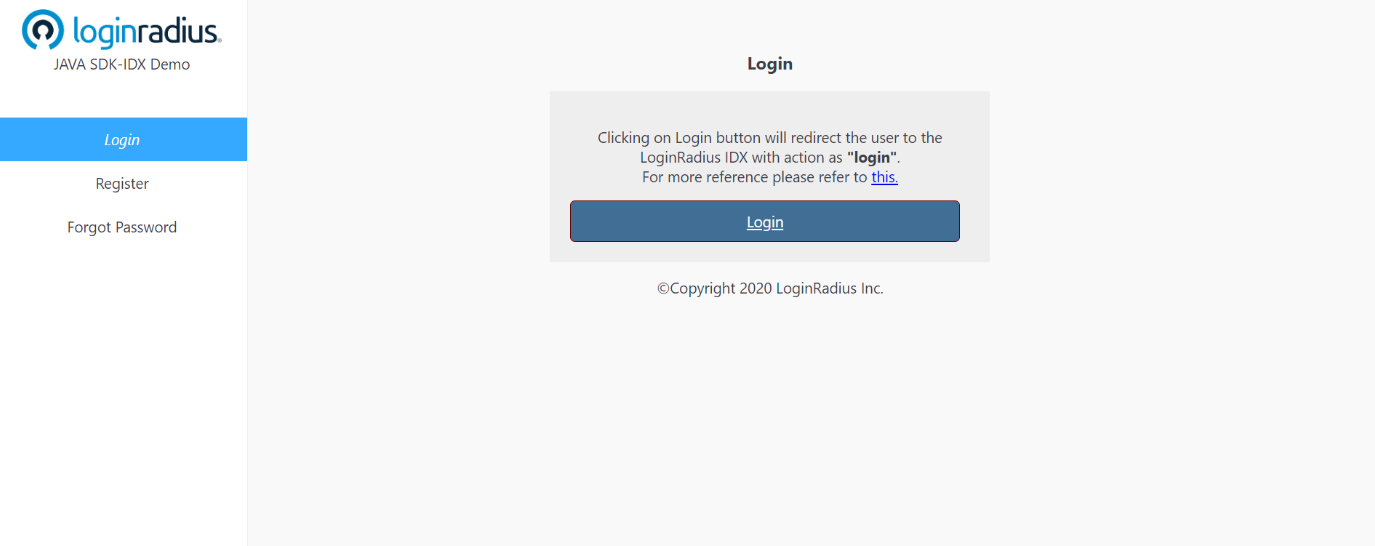 loginradius®
JAVA SDK-IDX Demo
Login
Register
Forgot Password
Login
Clicking on Login button will redirect the user to the
LoginRadius IDX with action as "login".
For more reference please refer to this.
Login
©Copyright 2020 LoginRadius Inc.